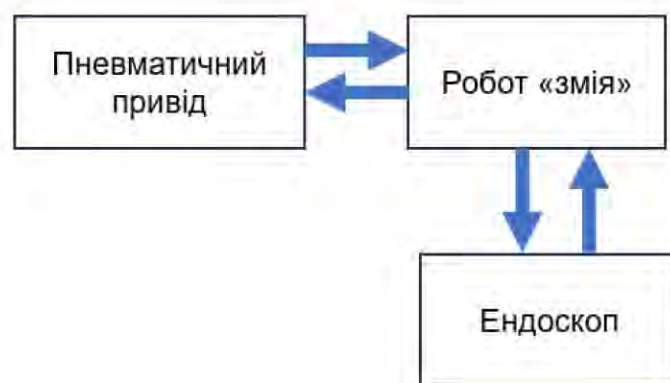 Пневматичний
привід
Робот «змія»
Ендоскоп